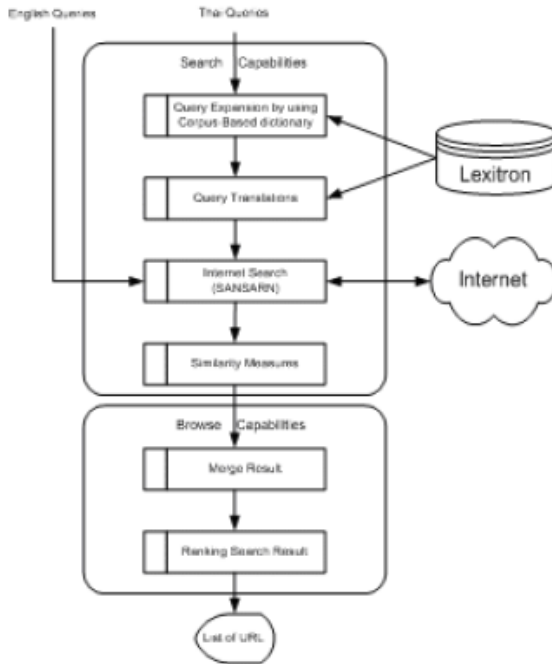 English Queries
Thai Queries
Search Capabilities
Query Expansion by using
Corpus-Based dictionary
Lexitron
Query Translations
Internet Search
(SANSARN)
Internet
Similarity Measums
Browse Capabilities
Merge Result
Ranking Search Result
List of URL